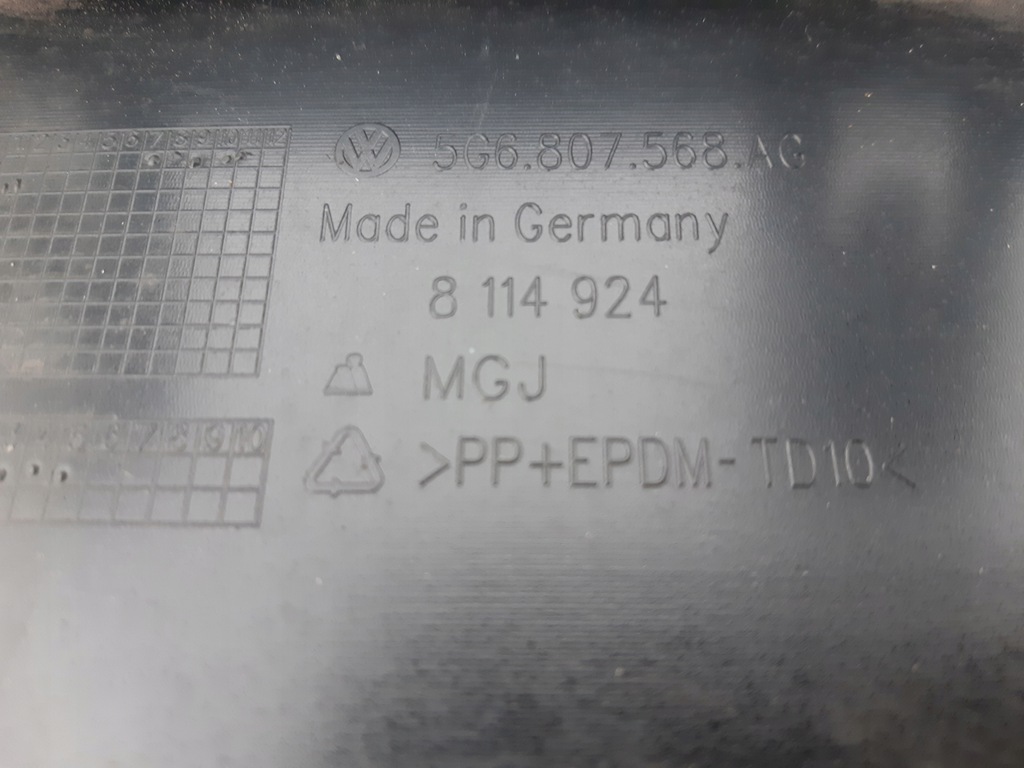 5G6.807.568.AG
Made in Germany
8 114 924
MGJ
>PP+EPDM-TD10<